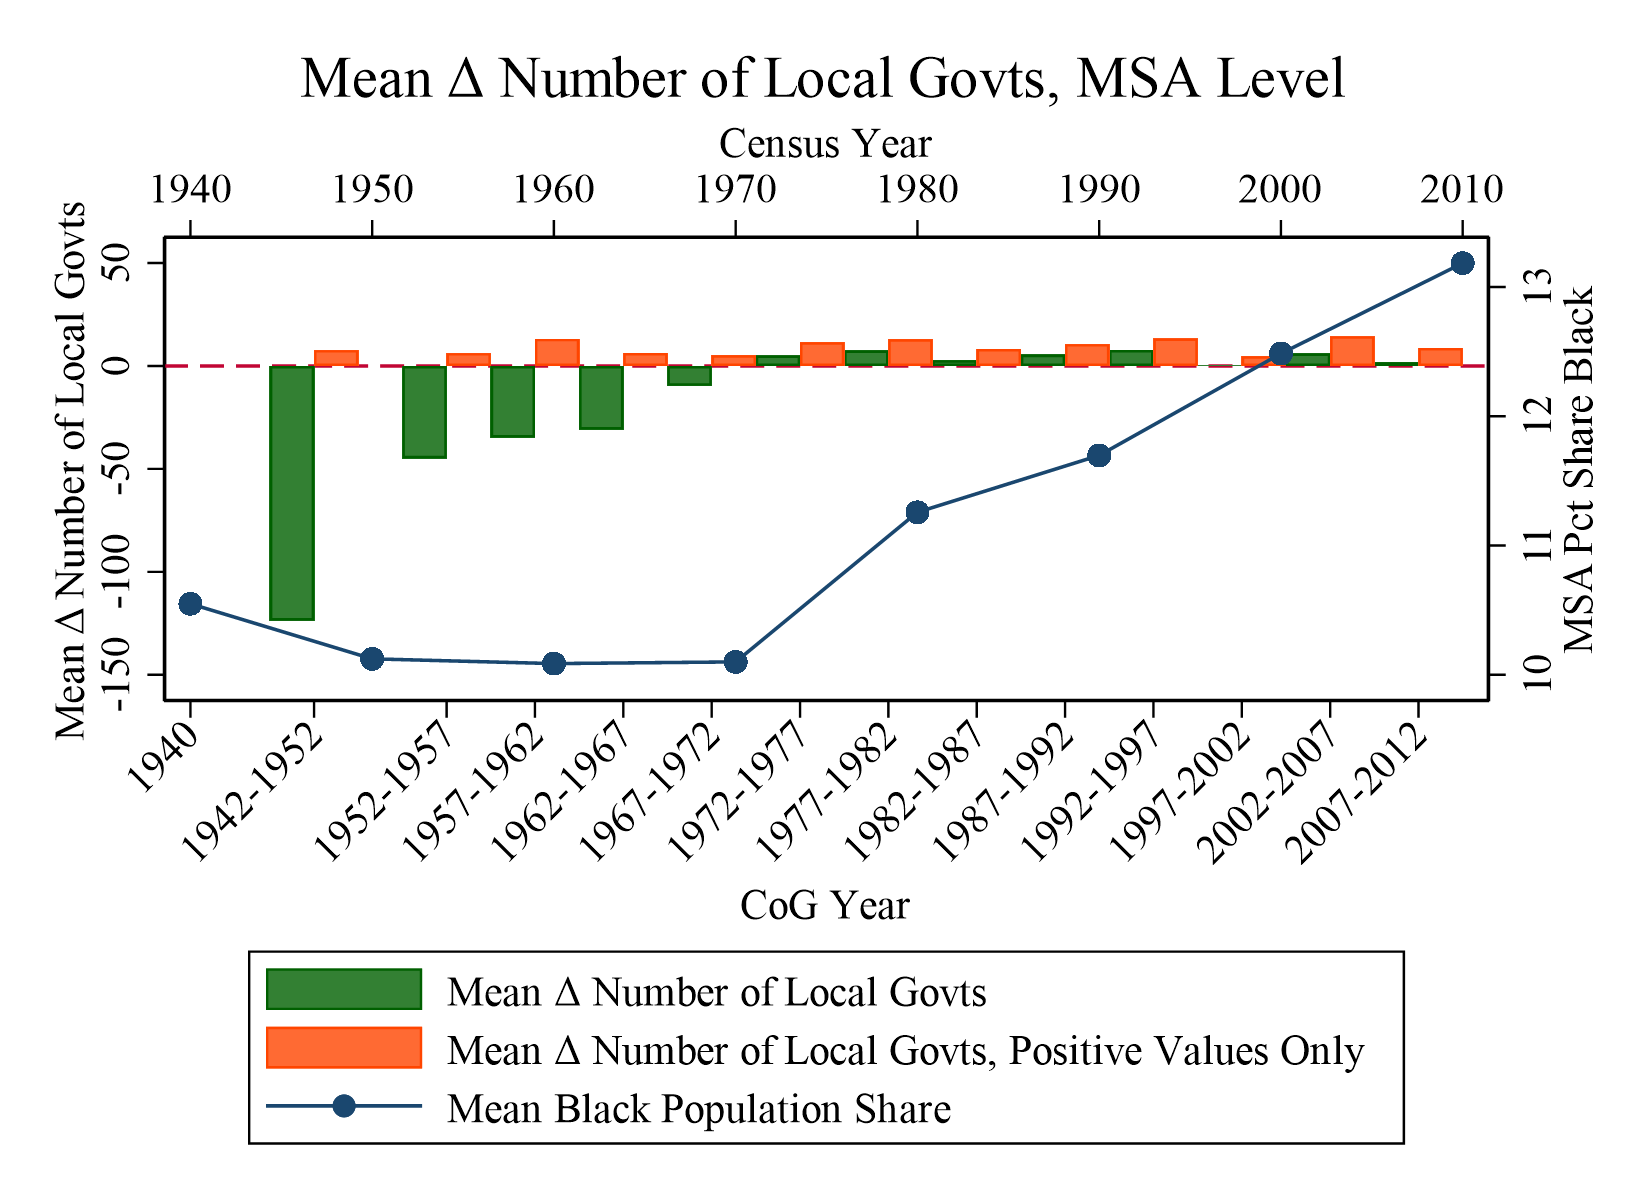 Mean Δ Number of Local Govts, MSA Level
Census Year
1940 1950 1960 1970 1980 1990 2000 2010
Mean Δ Number of Local Govts
50
0
-50
-100
-150
13
12
11
10
MSA Pct Share Black
1940 1942-1952 1952-1957 1957-1962 1962-1967 1967-1972 1972-1977 1977-1982 1982-1987 1987-1992 1992-1997 1997-2002 2002-2007 2007-2012
CoG Year
Mean Δ Number of Local Govts
Mean Δ Number of Local Govts, Positive Values Only
Mean Black Population Share